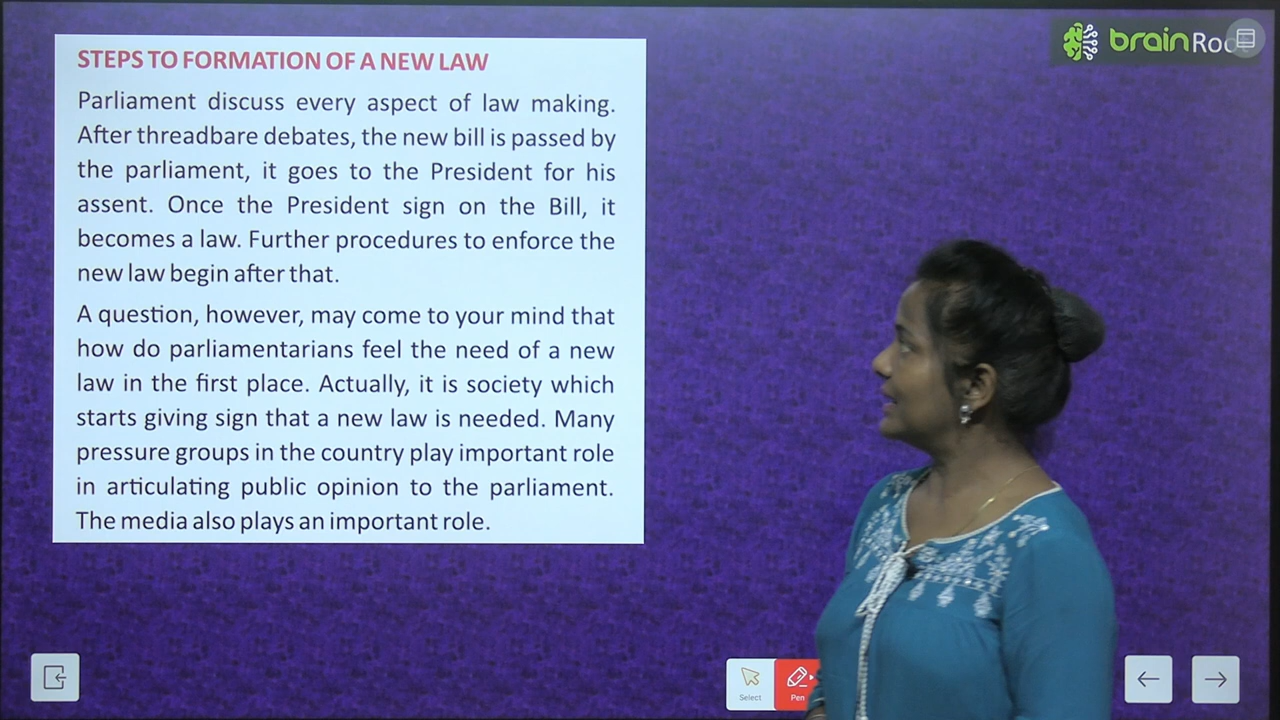 STEPS TO FORMATION OF A NEW LAW
Parliament discuss every aspect of law making.
After threadbare debates, the new bill is passed by
the parliament, it goes to the President for his
assent. Once the President sign on the Bill, it
becomes a law. Further procedures to enforce the
new law begin after that.
A question, however, may come to your mind that
how do parliamentarians feel the need of a new
law in the first place. Actually, it is society which
starts giving sign that a new law is needed. Many
pressure groups in the country play important role
in articulating public opinion to the parliament.
The media also plays an important role.
brain
Select
Pen